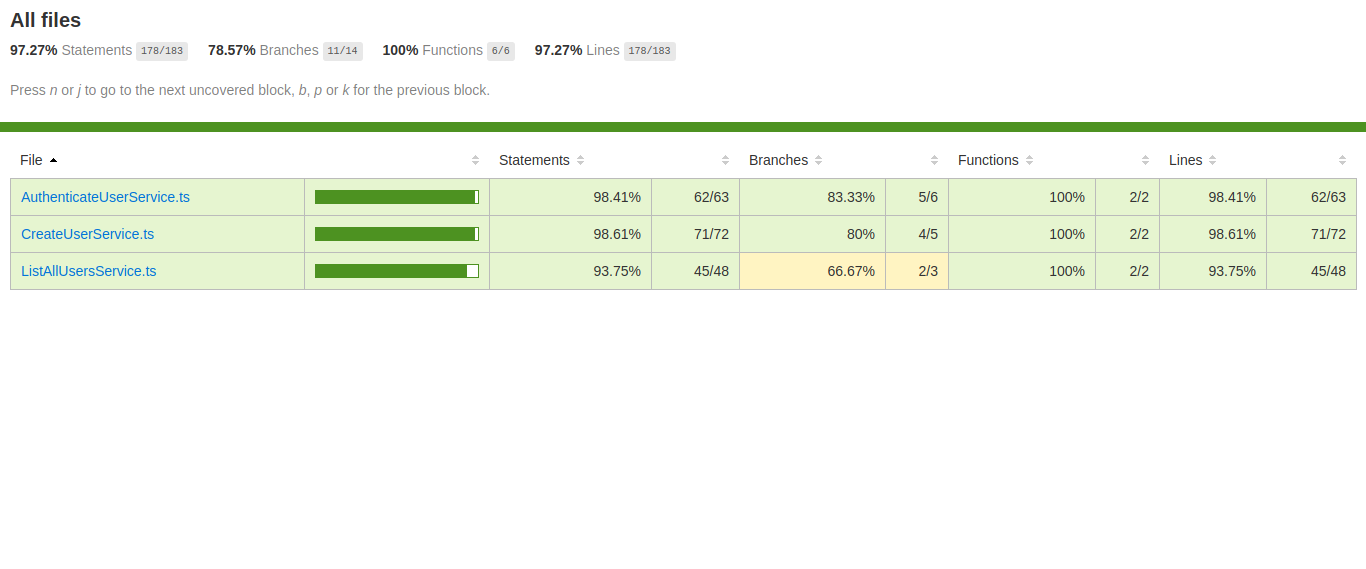 All files
97.27% Statements 178/183 78.57% Branches 11/14 100% Functions 6/6 97.27% Lines 178/183
Press n or j to go to the next uncovered block, b, p or k for the previous block.
File Statements Branches Functions Lines
AuthenticateUserService.ts 98.41% 62/63 83.33% 5/6 100% 2/2 98.41% 62/63
CreateUserService.ts 98.61% 71/72 80% 4/5 100% 2/2 98.61% 71/72
ListAllUsersService.ts 93.75% 45/48 66.67% 2/3 100% 2/2 93.75% 45/48